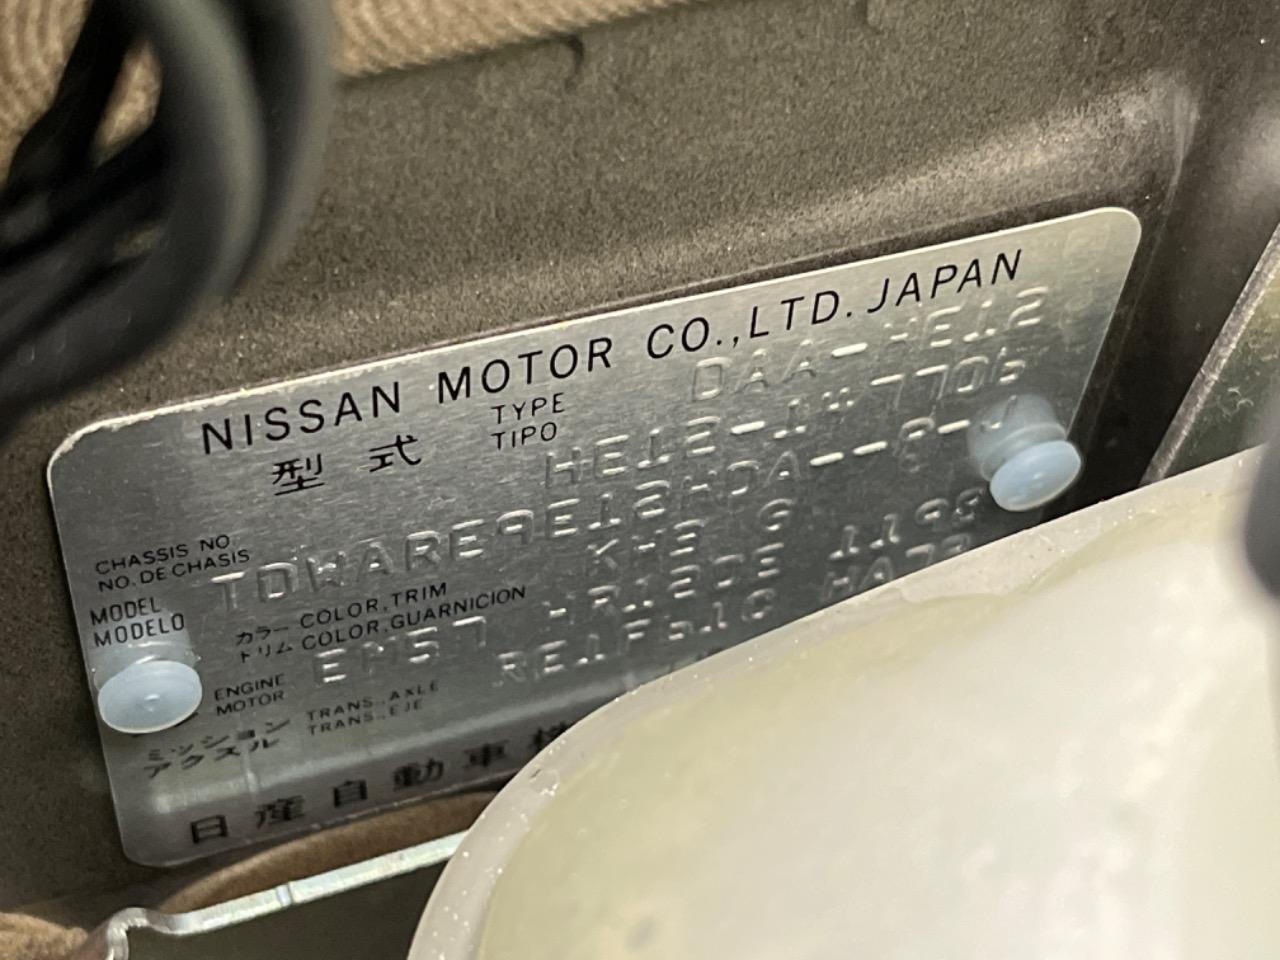 NISSAN MOTOR CO.,LTD. JAPAN
型 式 TYPE TIPO DAA-HE12
CHASSIS NO. NO. DE CHASIS
MODEL MODELO
カラー COLOR,TRIM
トリム COLOR,GUARNICION KH3 G
ENGINE MOTOR EM57 HR12DE 1198
ミッション TRANS.,AXLE
アクスル TRANS.,EJE
日産自動車